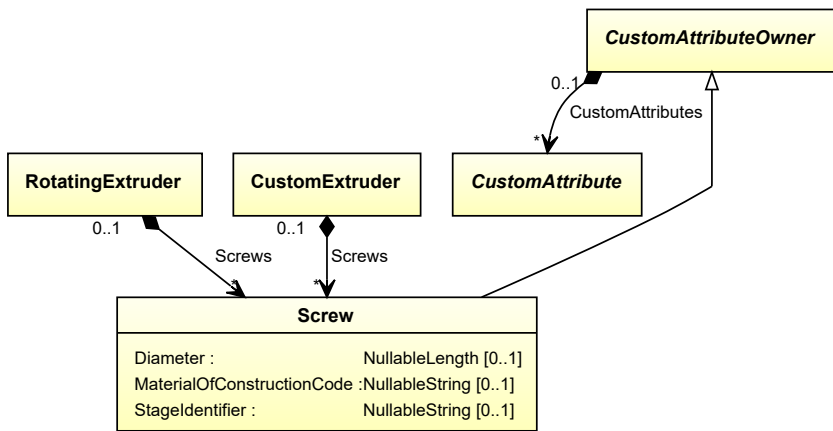 CustomAttributeOwner
0..1
CustomAttributes
*
RotatingExtruder
CustomExtruder
CustomAttribute
0..1
0..1
Screws
Screws
*
*
Screw
Diameter : NullableLength [0..1]
MaterialOfConstructionCode :NullableString [0..1]
StageIdentifier : NullableString [0..1]